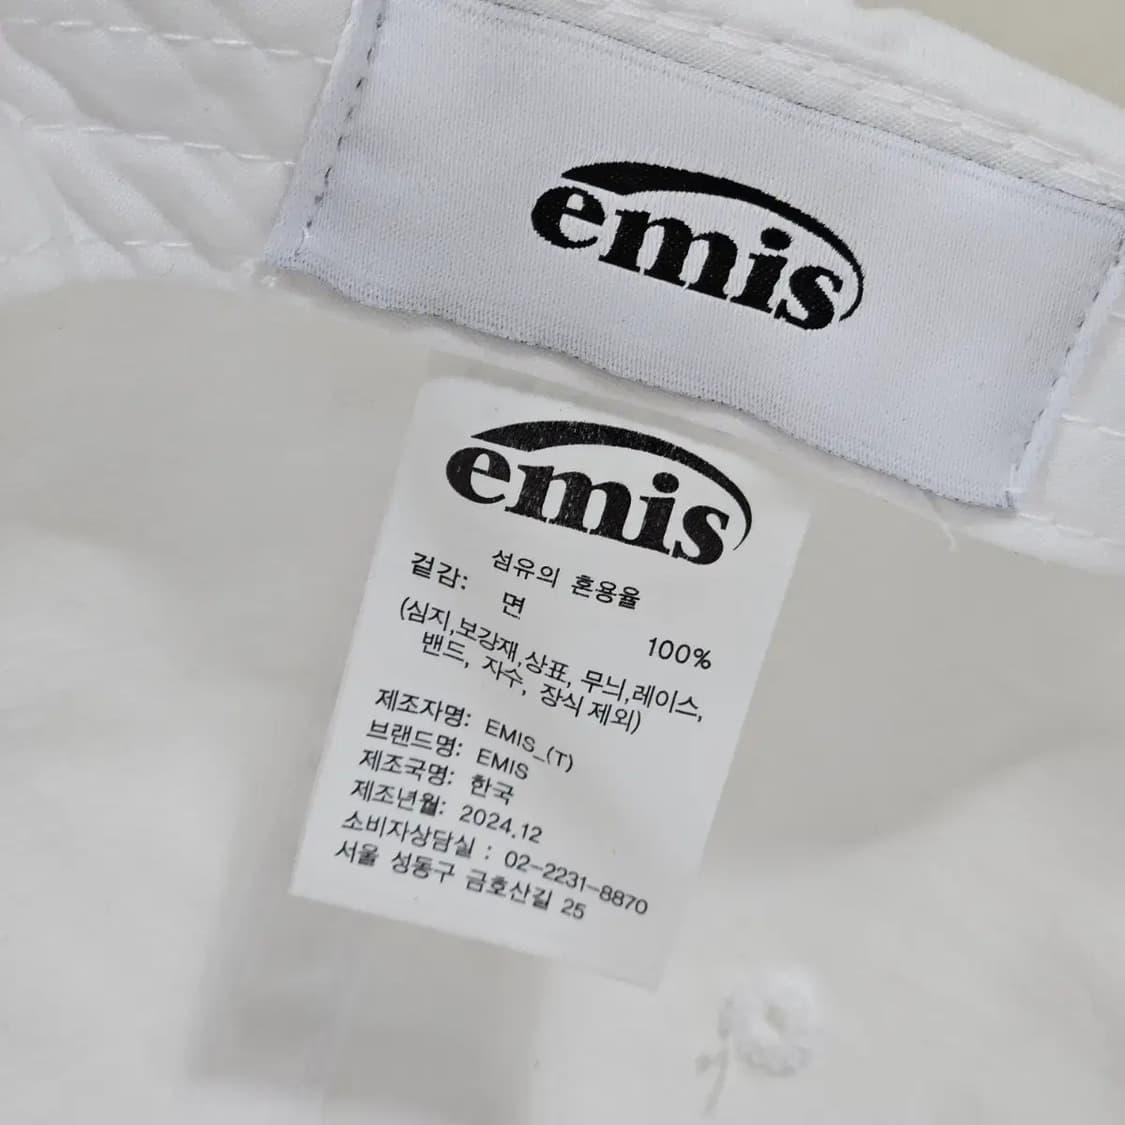 emis
emis
섬유의 혼용율
겉감: 면 100%
(심지,보강재,상표, 무늬,레이스,
밴드, 자수, 장식 제외)
제조자명: EMIS_(T)
브랜드명: EMIS
제조국명: 한국
제조년월: 2024.12
소비자상담실 : 02-2231-8870
서울 성동구 금호산길 25